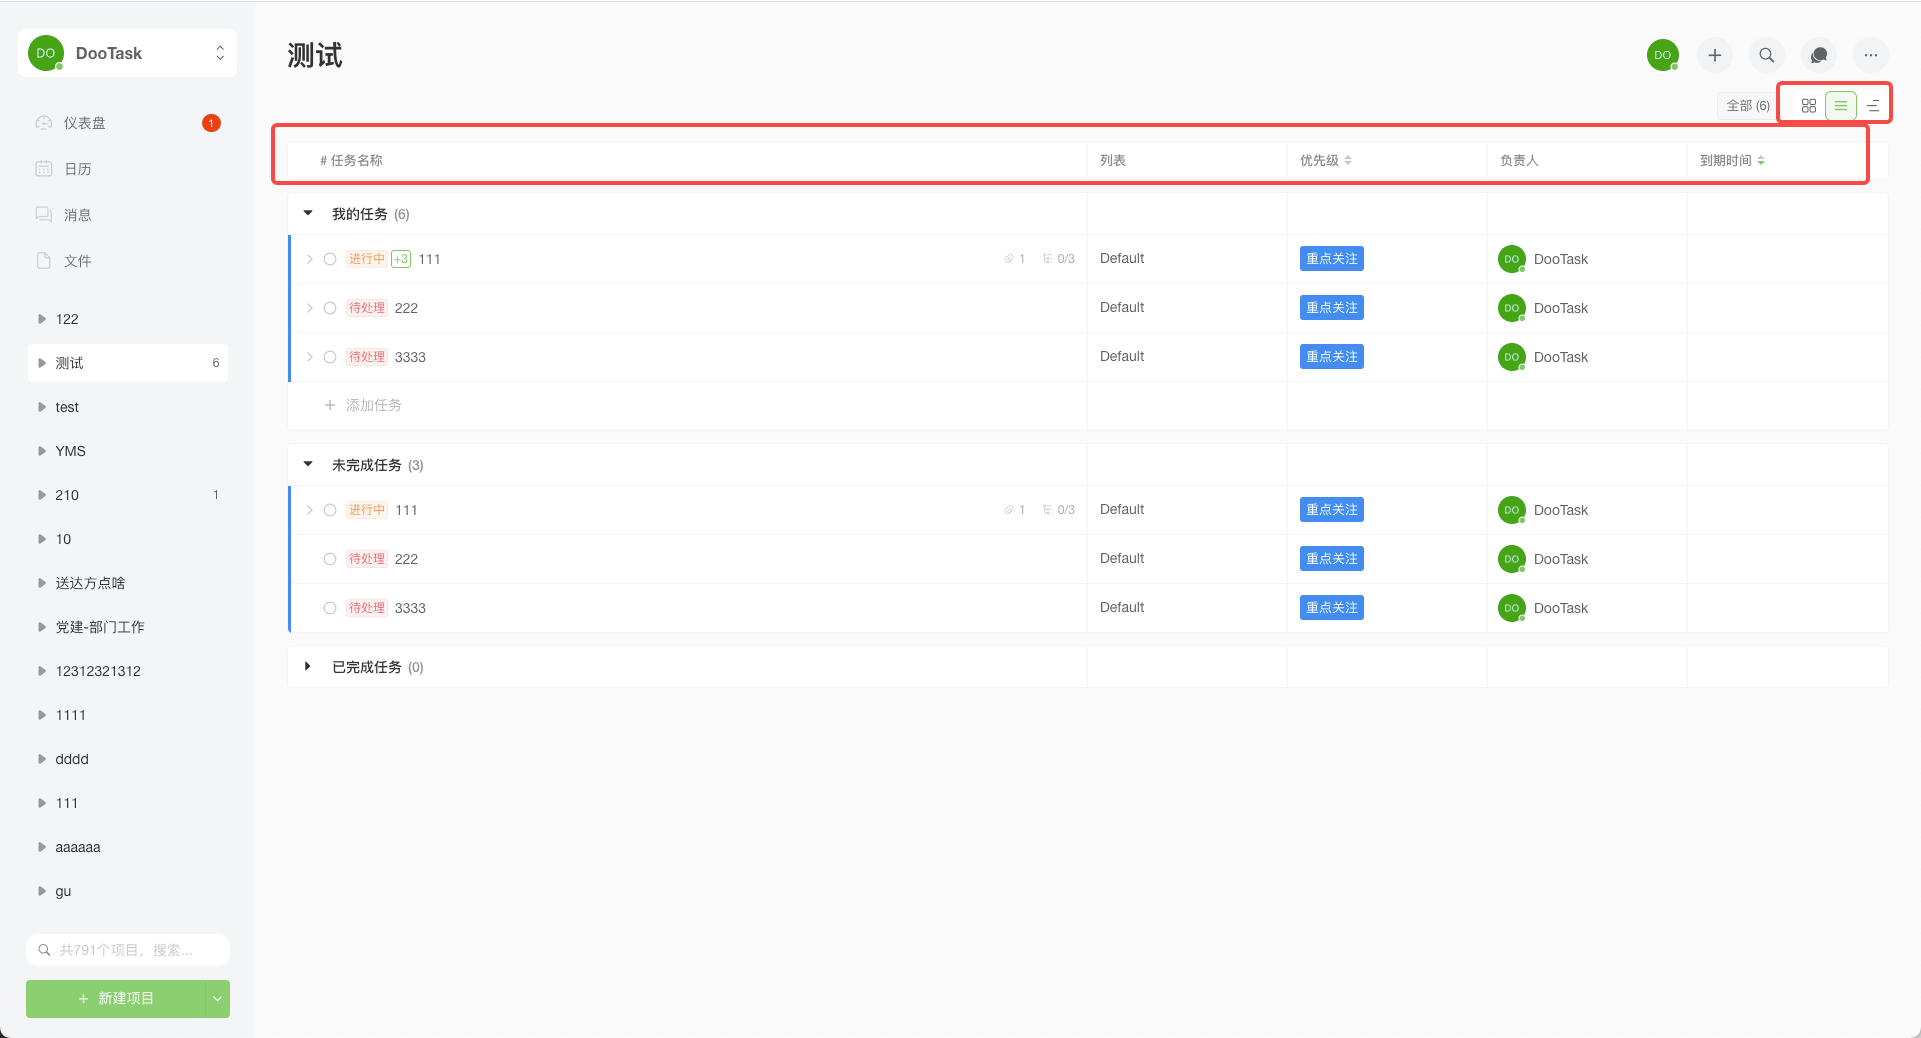 DO DooTask
仪表盘 1
日历
消息
文件
122
测试 6
test
YMS
210 1
10
送达方点啥
党建-部门工作
12312321312
1111
dddd
111
aaaaaa
gu
共791个项目，搜索...
+ 新建项目
测试
DO
全部 (6)
# 任务名称 列表 优先级 负责人 到期时间
我的任务 (6)
进行中 +3 111 1 0/3 Default 重点关注 DO DooTask
待处理 222 Default 重点关注 DO DooTask
待处理 3333 Default 重点关注 DO DooTask
+ 添加任务
未完成任务 (3)
进行中 111 1 0/3 Default 重点关注 DO DooTask
待处理 222 Default 重点关注 DO DooTask
待处理 3333 Default 重点关注 DO DooTask
已完成任务 (0)